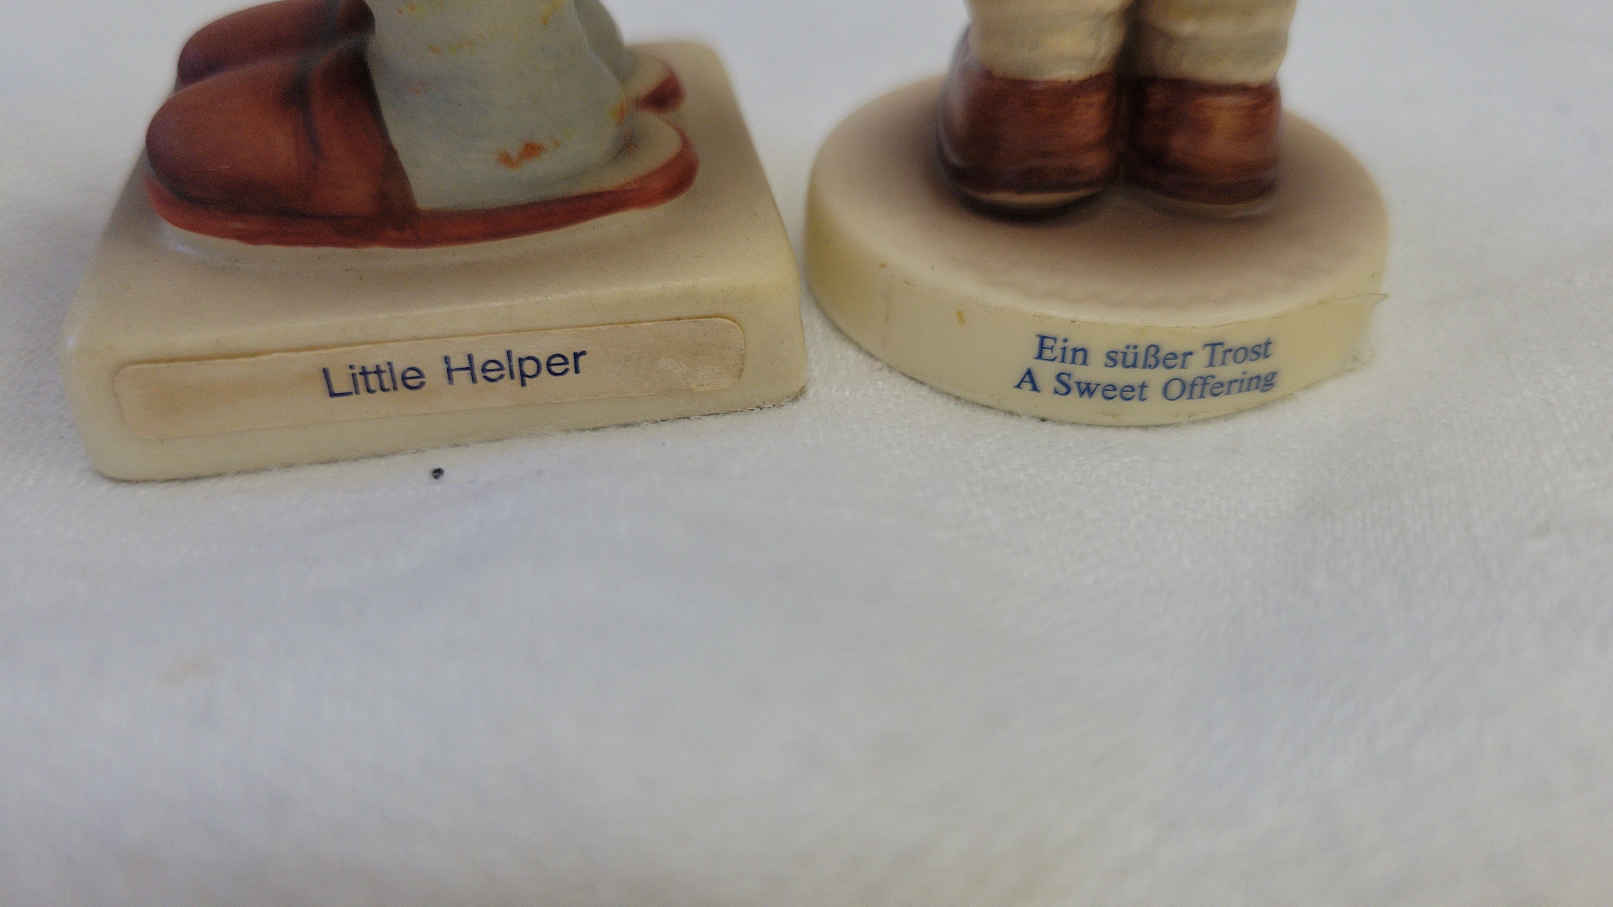 Little Helper
Ein süßer Trost
A Sweet Offering